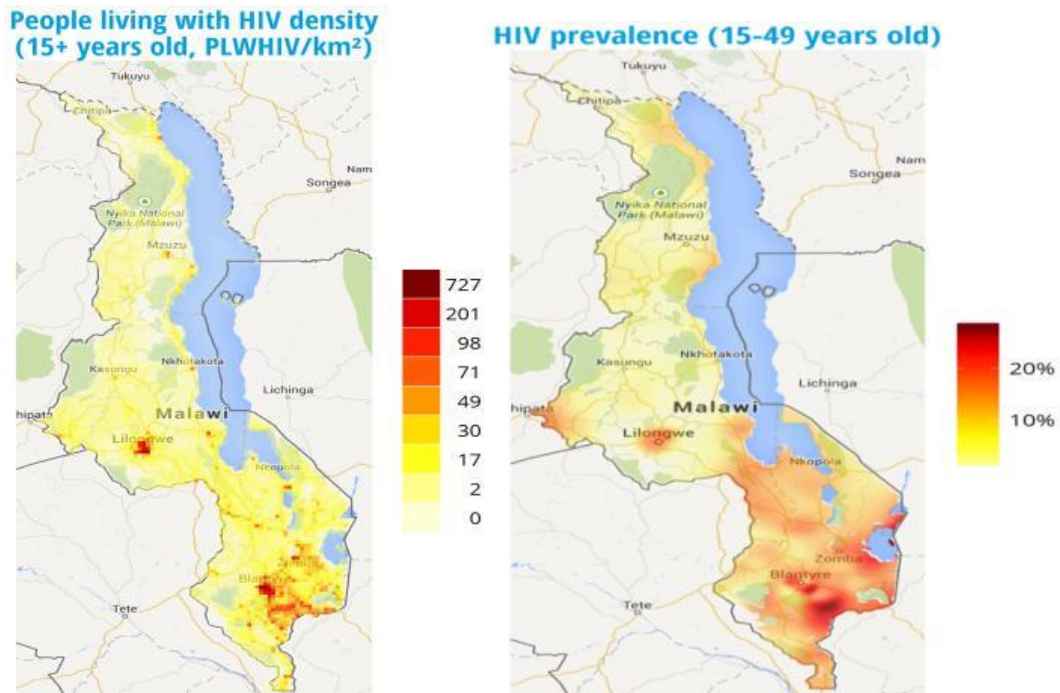 People living with HIV density
(15+ years old, PLWHIV/km²)
Tukuyu
Chitipa
Nam
Songea
Nyika National
Park (Malawi)
Mzuzu
Nkhotakota
Kasungu
Lichinga
hipata
Malawi
Lilongwe
Nkopola
Zomba
Tete
727
201
98
71
49
30
17
2
0
HIV prevalence (15-49 years old)
Tukuyu
Chitipa
Nam
Songea
Nyika National
Park (Malawi)
Mzuzu
Nkhotakota
Kasungu
Lichinga
hipata
Malawi
Lilongwe
Nkopola
Zomba
Blantyre
Tete
20%
10%